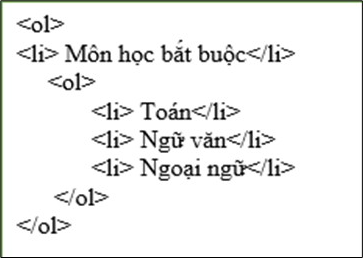 <ol>
<li> Môn học bắt buộc</li>
<ol>
<li> Toán</li>
<li> Ngữ văn</li>
<li> Ngoại ngữ</li>
</ol>
</ol>